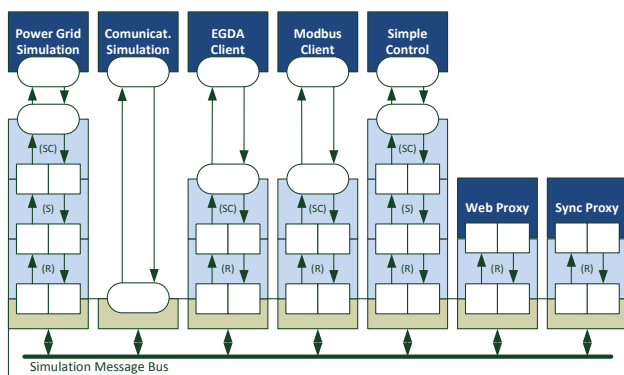 Power Grid
Simulation
Comunicat.
Simulation
EGDA
Client
Modbus
Client
Simple
Control
(SC)
(S)
(S)
(SC)
(SC)
Web Proxy
Sync Proxy
(R)
(R)
(R)
(R)
(R)
(R)
Simulation Message Bus